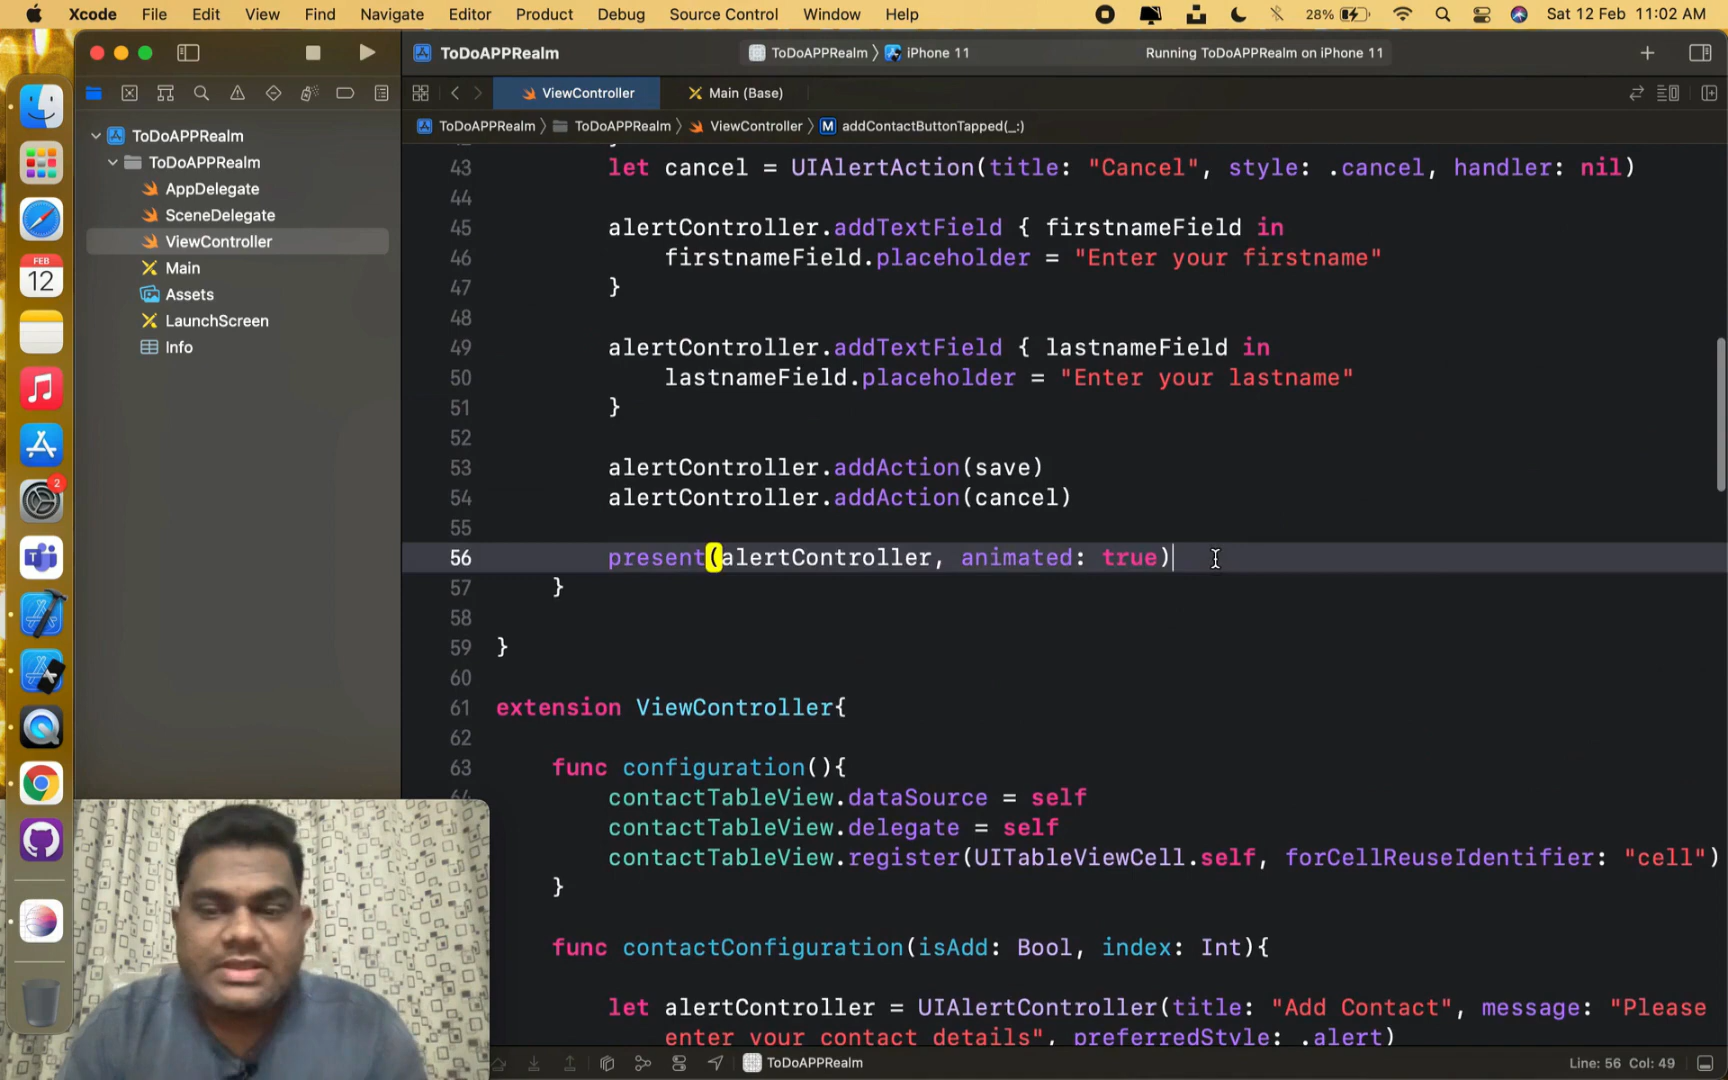 Xcode File Edit View Find Navigate Editor Product Debug Source Control Window Help 28% Sat 12 Feb 11:02 AM
ToDoAPPRealm ToDoAPPRealm iPhone 11 Running ToDoAPPRealm on iPhone 11
ViewController Main (Base)
ToDoAPPRealm ToDoAPPRealm ViewController M addContactButtonTapped(_:)
ToDoAPPRealm
ToDoAPPRealm
AppDelegate
SceneDelegate
ViewController
Main
Assets
LaunchScreen
Info
FEB
12
2
43 let cancel = UIAlertAction(title: "Cancel", style: .cancel, handler: nil)
44
45 alertController.addTextField { firstnameField in
46 firstnameField.placeholder = "Enter your firstname"
47 }
48
49 alertController.addTextField { lastnameField in
50 lastnameField.placeholder = "Enter your lastname"
51 }
52
53 alertController.addAction(save)
54 alertController.addAction(cancel)
55
56 present(alertController, animated: true)
57 }
58
59 }
60
61 extension ViewController{
62
63 func configuration(){
64 contactTableView.dataSource = self
contactTableView.delegate = self
contactTableView.register(UITableViewCell.self, forCellReuseIdentifier: "cell")
}
func contactConfiguration(isAdd: Bool, index: Int){
let alertController = UIAlertController(title: "Add Contact", message: "Please
enter your contact details", preferredStyle: .alert)
ToDoAPPRealm Line: 56 Col: 49